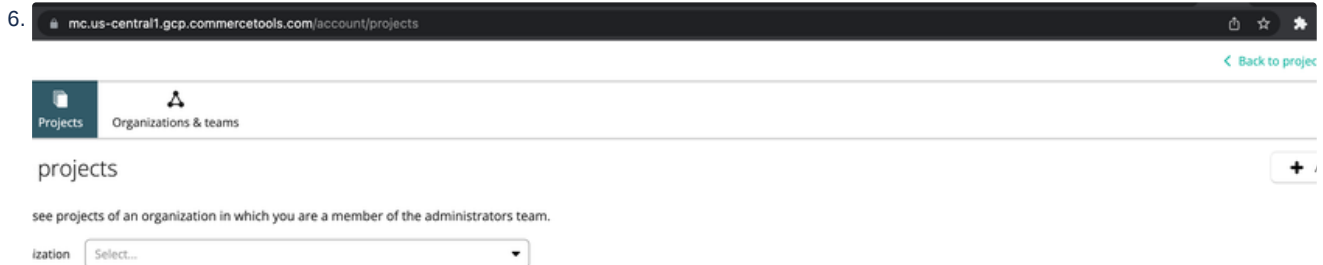 6.
mc.us-central1.gcp.commercetools.com/account/projects
Back to projec
Projects
Organizations & teams
projects
see projects of an organization in which you are a member of the administrators team.
ization Select...